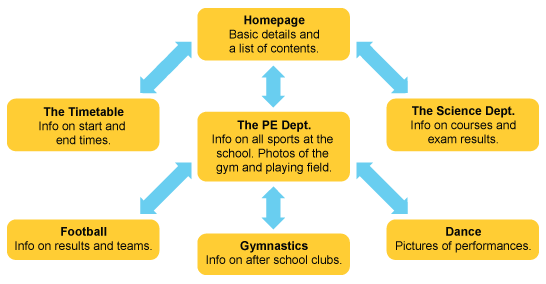 Homepage
Basic details and
a list of contents.
The Timetable
Info on start and
end times.
The PE Dept.
Info on all sports at the
school. Photos of the
gym and playing field.
The Science Dept.
Info on courses and
exam results.
Football
Info on results and teams.
Gymnastics
Info on after school clubs.
Dance
Pictures of performances.